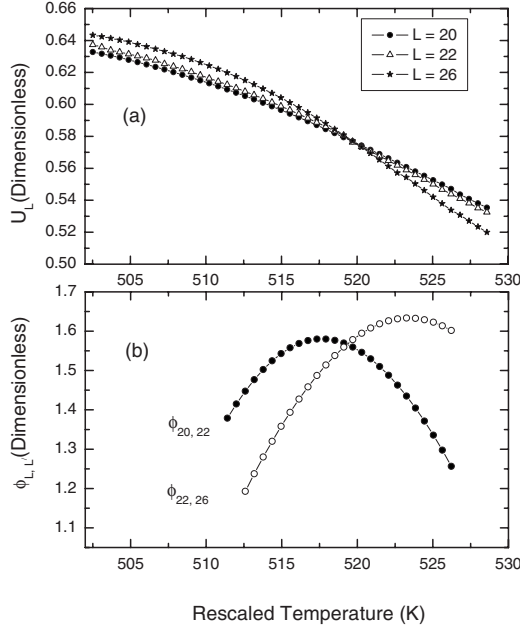 0.66
0.64
0.62
0.60
0.58
0.56
0.54
0.52
0.50
U_L(Dimensionless)
(a)
L = 20
L = 22
L = 26
505 510 515 520 525 530
1.7
1.6
1.5
1.4
1.3
1.2
1.1
ϕ_L, L'(Dimensionless)
(b)
ϕ_20, 22
ϕ_22, 26
505 510 515 520 525 530
Rescaled Temperature (K)